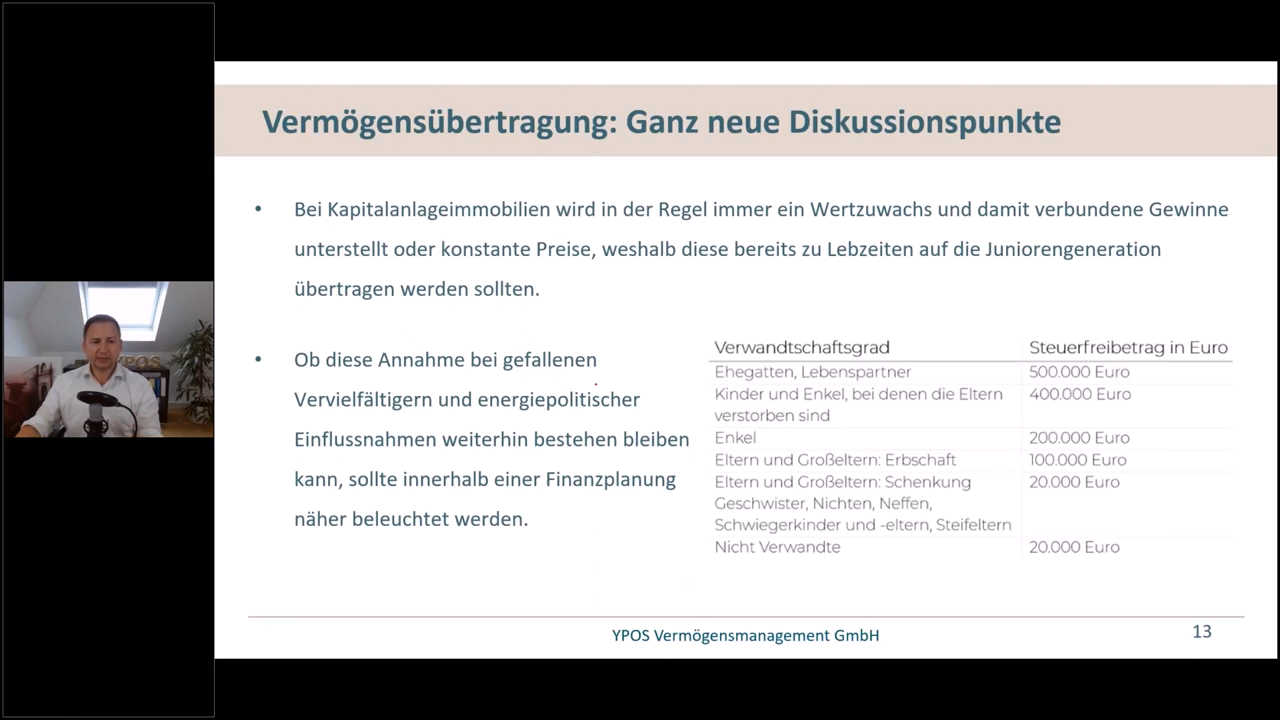 Vermögensübertragung: Ganz neue Diskussionspunkte
• Bei Kapitalanlageimmobilien wird in der Regel immer ein Wertzuwachs und damit verbundene Gewinne
unterstellt oder konstante Preise, weshalb diese bereits zu Lebzeiten auf die Juniorengeneration
übertragen werden sollten.
• Ob diese Annahme bei gefallenen
Vervielfältigern und energiepolitischer
Einflussnahmen weiterhin bestehen bleiben
kann, sollte innerhalb einer Finanzplanung
näher beleuchtet werden.
Verwandtschaftsgrad Steuerfreibetrag in Euro
Ehegatten, Lebenspartner 500.000 Euro
Kinder und Enkel, bei denen die Eltern 400.000 Euro
verstorben sind
Enkel 200.000 Euro
Eltern und Großeltern: Erbschaft 100.000 Euro
Eltern und Großeltern: Schenkung 20.000 Euro
Geschwister, Nichten, Neffen,
Schwiegerkinder und -eltern, Steifeltern
Nicht Verwandte 20.000 Euro
YPOS Vermögensmanagement GmbH
13
YPOS